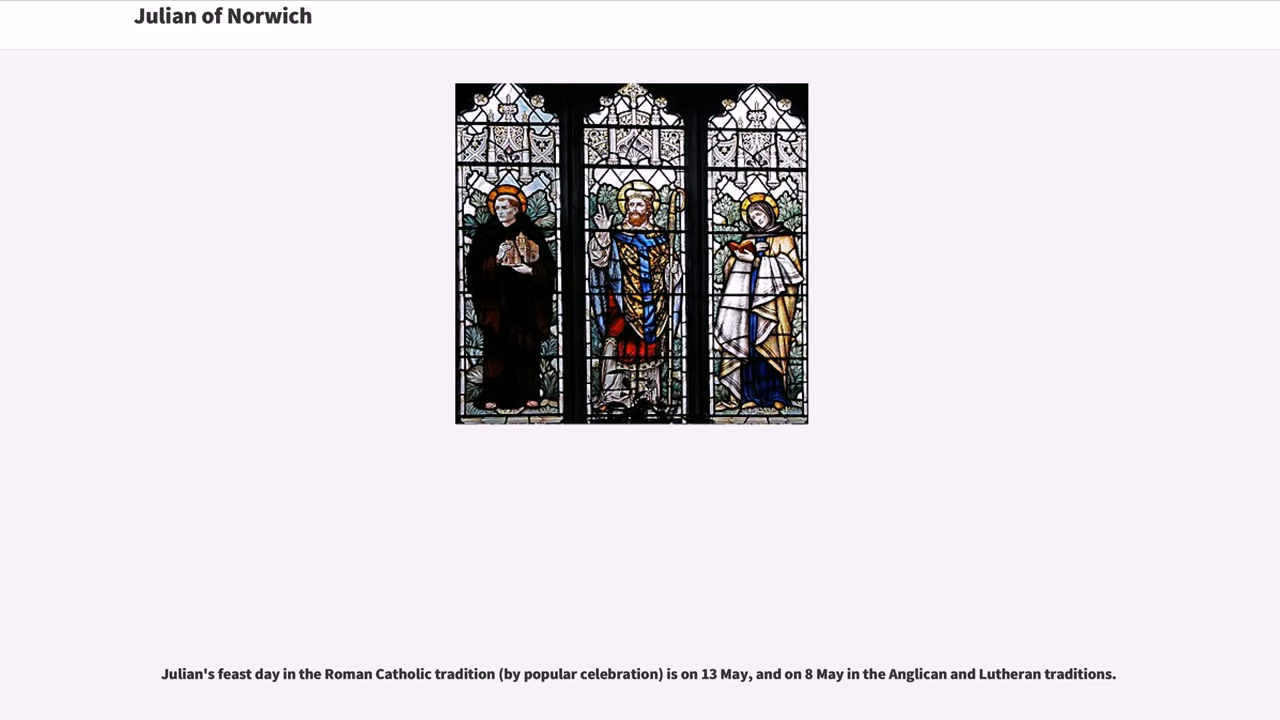 Julian of Norwich
Julian's feast day in the Roman Catholic tradition (by popular celebration) is on 13 May, and on 8 May in the Anglican and Lutheran traditions.